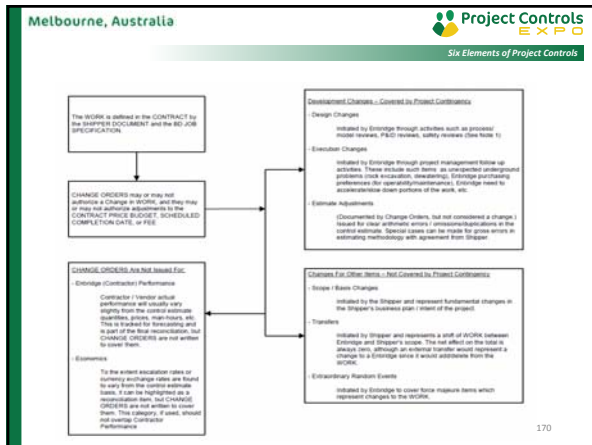 Melbourne, Australia
Project Controls
EXPO
Six Elements of Project Controls
The WORK is defined in the CONTRACT by
the SHIPPER DOCUMENT and the BD JOB
SPECIFICATION.
CHANGE ORDERS may or may not
authorize a Change in WORK, and they may
or may not authorize adjustments to the
CONTRACT PRICE BUDGET, SCHEDULED
COMPLETION DATE, or FEE
CHANGE ORDERS Are Not Issued For:
- Enbridge (Contractor) Performance
Contractor / Vendor actual
performance will usually vary
slightly from the control estimate
quantities, prices, man-hours, etc.
This is tracked for forecasting and
is part of the final reconciliation, but
CHANGE ORDERS are not written
to cover them.
- Economics
To the extent escalation rates or
currency exchange rates are found
to vary from the control estimate
basis, it can be highlighted as a
reconciliation item, but CHANGE
ORDERS are not written to cover
them. This category, if used, should
not overlap Contractor
Performance
Development Changes – Covered by Project Contingency
- Design Changes
Initiated by Enbridge through activities such as process/
model reviews, P&ID reviews, safety reviews (See Note 1)
- Execution Changes
Initiated by Enbridge through project management follow up
activities. These include such items as unexpected underground
problems (rock excavation, dewatering), Enbridge purchasing
preferences (for operability/maintenance), Enbridge need to
accelerate/slow down portions of the work, etc.
- Estimate Adjustments
(Documented by Change Orders, but not considered a change.)
Issued for clear arithmetic errors / omissions/duplications in the
control estimate. Special cases can be made for gross errors in
estimating methodology with agreement from Shipper.
Changes For Other Items – Not Covered by Project Contingency
- Scope / Basis Changes
Initiated by the Shipper and represent fundamental changes in
the Shipper's business plan / intent of the project.
- Transfers
Initiated by Shipper and represents a shift of WORK between
Enbridge and Shipper's scope. The net effect on the total is
always zero, although an external transfer would represent a
change to a Enbridge since it would add/delete from the
WORK.
- Extraordinary Random Events
Initiated by Enbridge to cover force majeure items which
represent changes to the WORK.
170